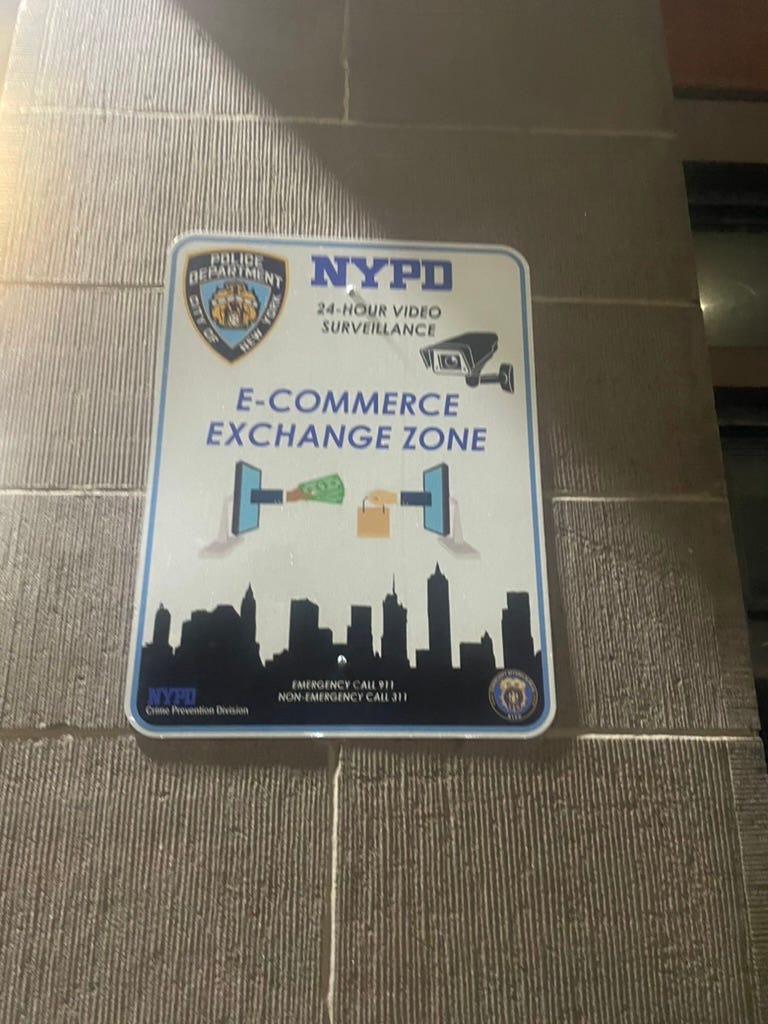 POLICE
DEPARTMENT
CITY OF NEW YORK
NYPD
24-HOUR VIDEO
SURVEILLANCE
E-COMMERCE
EXCHANGE ZONE
EMERGENCY CALL 911
NON-EMERGENCY CALL 311
NYPD
Crime Prevention Division